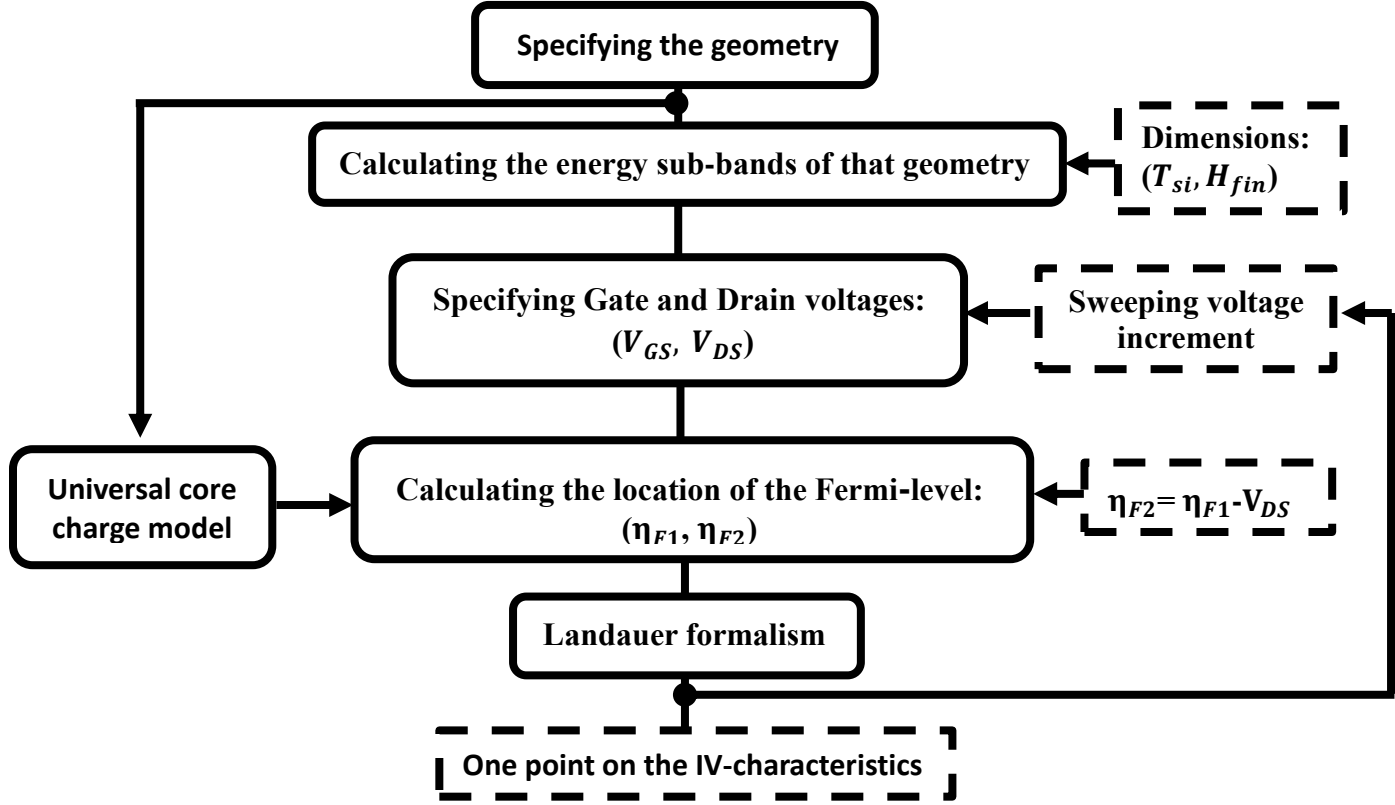 Specifying the geometry
Calculating the energy sub-bands of that geometry
Dimensions:
(T_si, H_fin)
Specifying Gate and Drain voltages:
(V_GS, V_DS)
Sweeping voltage
increment
Universal core
charge model
Calculating the location of the Fermi-level:
(η_F1, η_F2)
η_F2= η_F1-V_DS
Landauer formalism
One point on the IV-characteristics